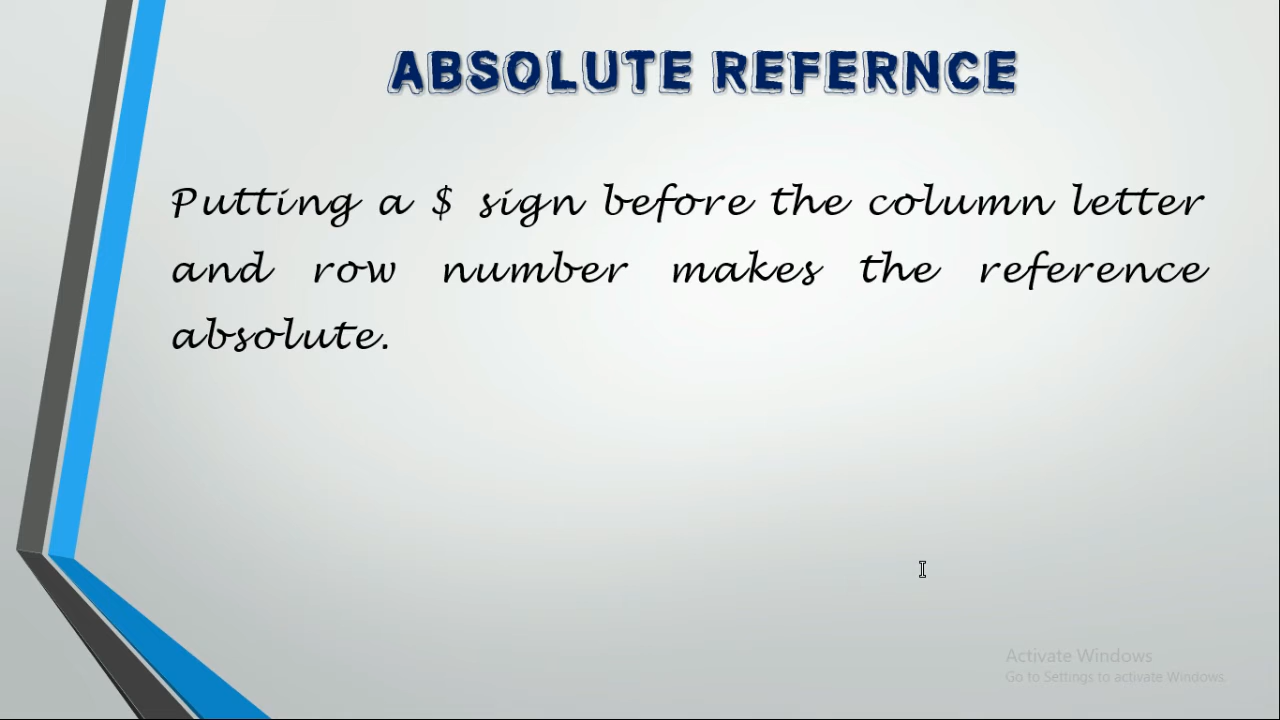 ABSOLUTE REFERNCE
Putting a $ sign before the column letter
and row number makes the reference
absolute.
Activate Windows
Go to Settings to activate Windows.